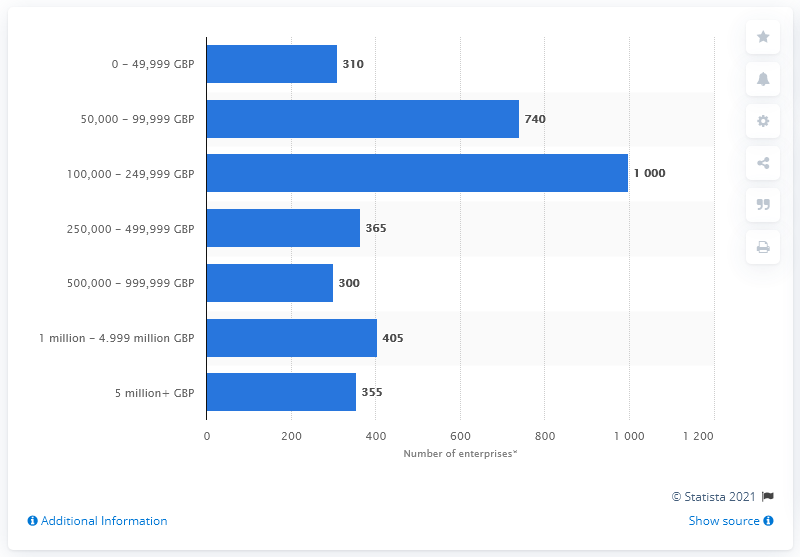 0 – 49,999 GBP 310
50,000 – 99,999 GBP 740
100,000 – 249,999 GBP 1 000
250,000 – 499,999 GBP 365
500,000 – 999,999 GBP 300
1 million – 4.999 million GBP 405
5 million+ GBP 355
0 200 400 600 800 1 000 1 200
Number of enterprises*
© Statista 2021
Additional Information Show source